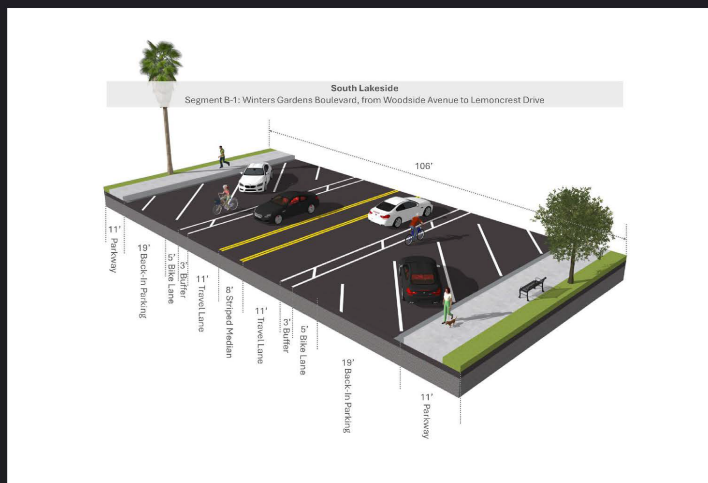 South Lakeside
Segment B-1: Winters Gardens Boulevard, from Woodside Avenue to Lemoncrest Drive
106'
11' Parkway
19' Back-In Parking
5' Bike Lane
3' Buffer
11' Travel Lane
8' Striped Median
11' Travel Lane
3' Buffer
5' Bike Lane
19' Back-In Parking
11' Parkway